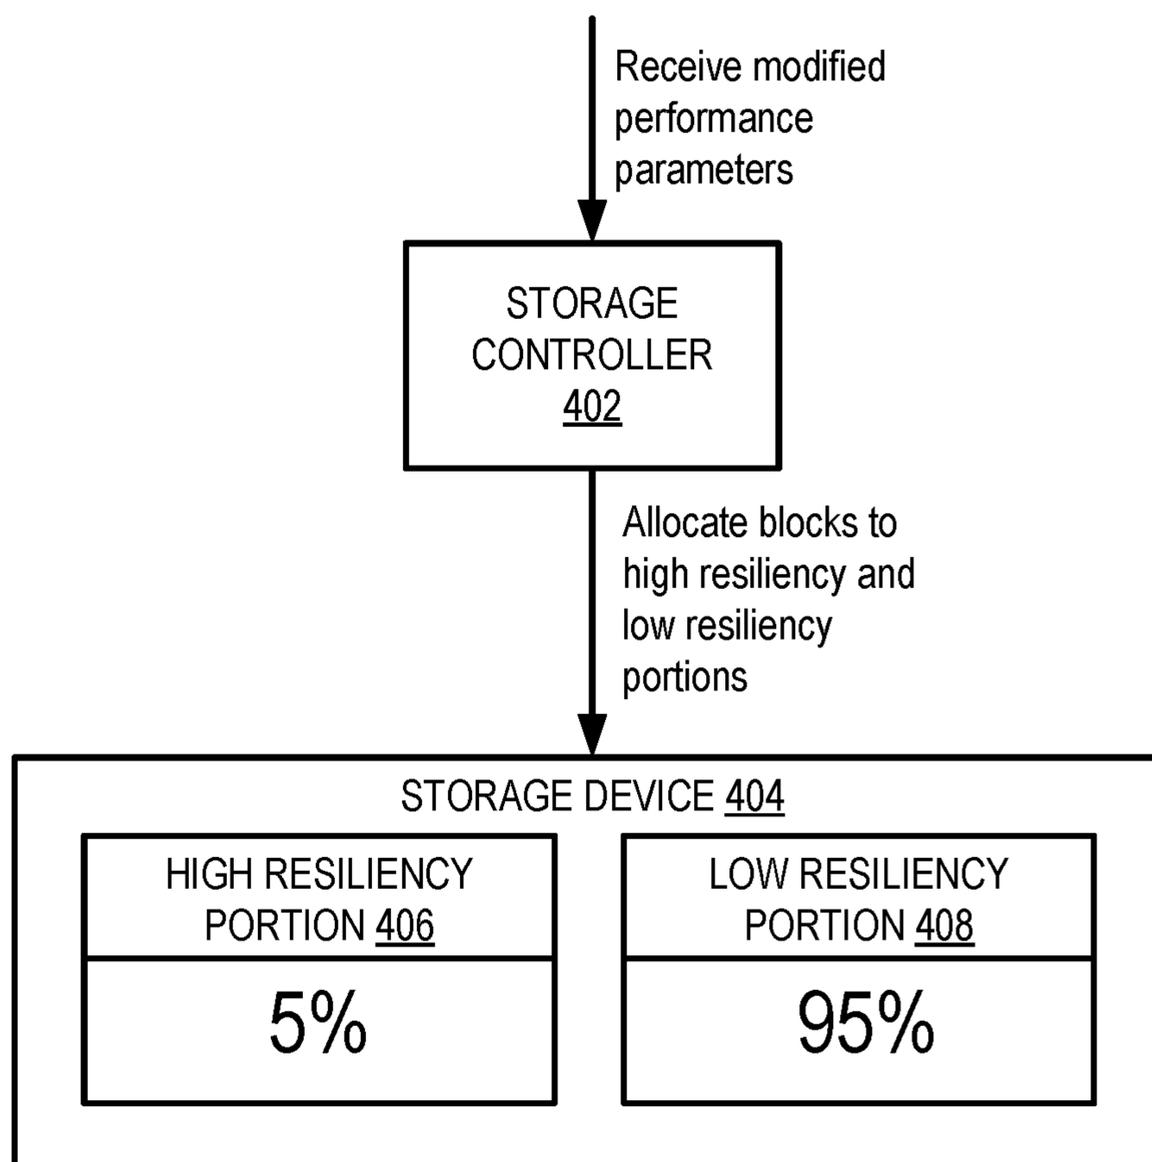 Receive modified
performance
parameters
STORAGE
CONTROLLER
402
Allocate blocks to
high resiliency and
low resiliency
portions
STORAGE DEVICE 404
HIGH RESILIENCY
PORTION 406
5%
LOW RESILIENCY
PORTION 408
95%